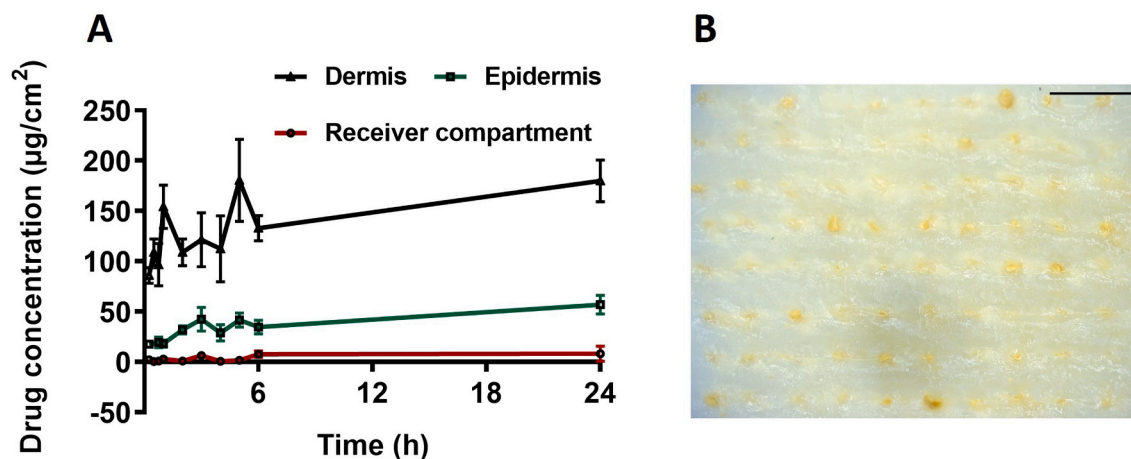 A
B
Dermis Epidermis
Receiver compartment
Drug concentration (µg/cm²)
250
200
150
100
50
0
-50
6 12 18 24
Time (h)